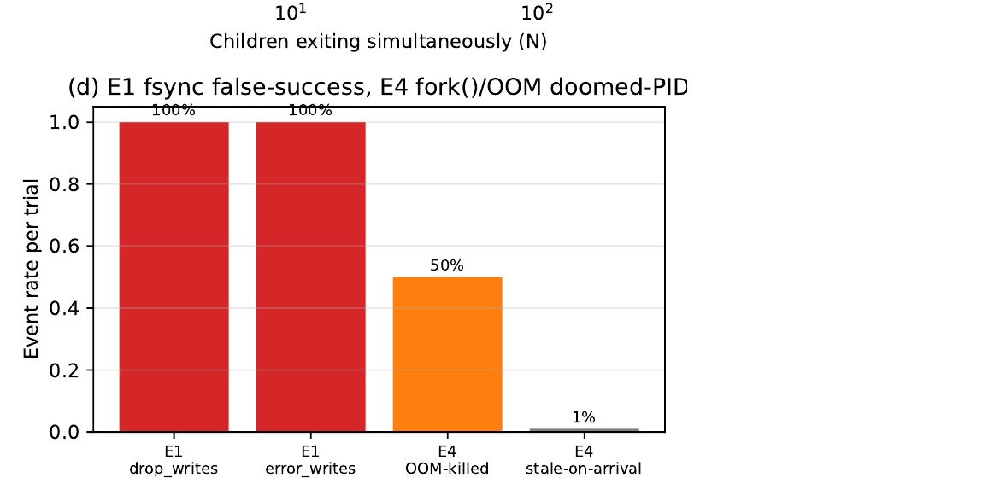 10¹ 10²
Children exiting simultaneously (N)
(d) E1 fsync false-success, E4 fork()/OOM doomed-PID
Event rate per trial
1.0
0.8
0.6
0.4
0.2
0.0
100% 100%
50%
1%
E1 E1 E4 E4
drop_writes error_writes OOM-killed stale-on-arrival